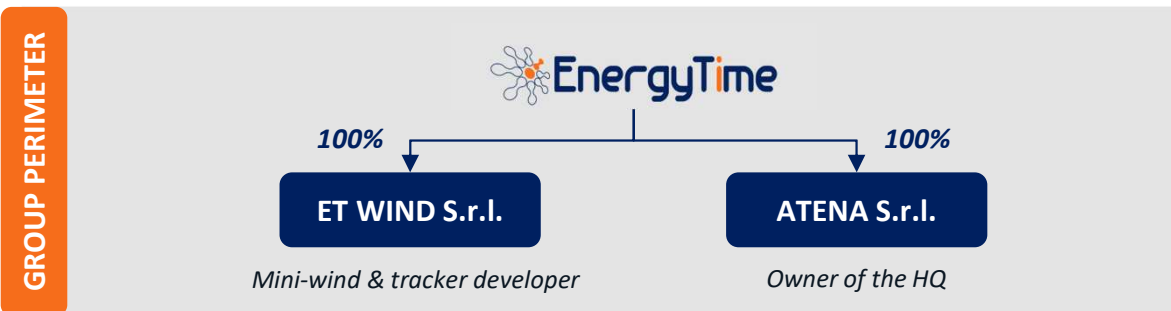 GROUP PERIMETER
EnergyTime
100%
100%
ET WIND S.r.l.
ATENA S.r.l.
Mini-wind & tracker developer
Owner of the HQ